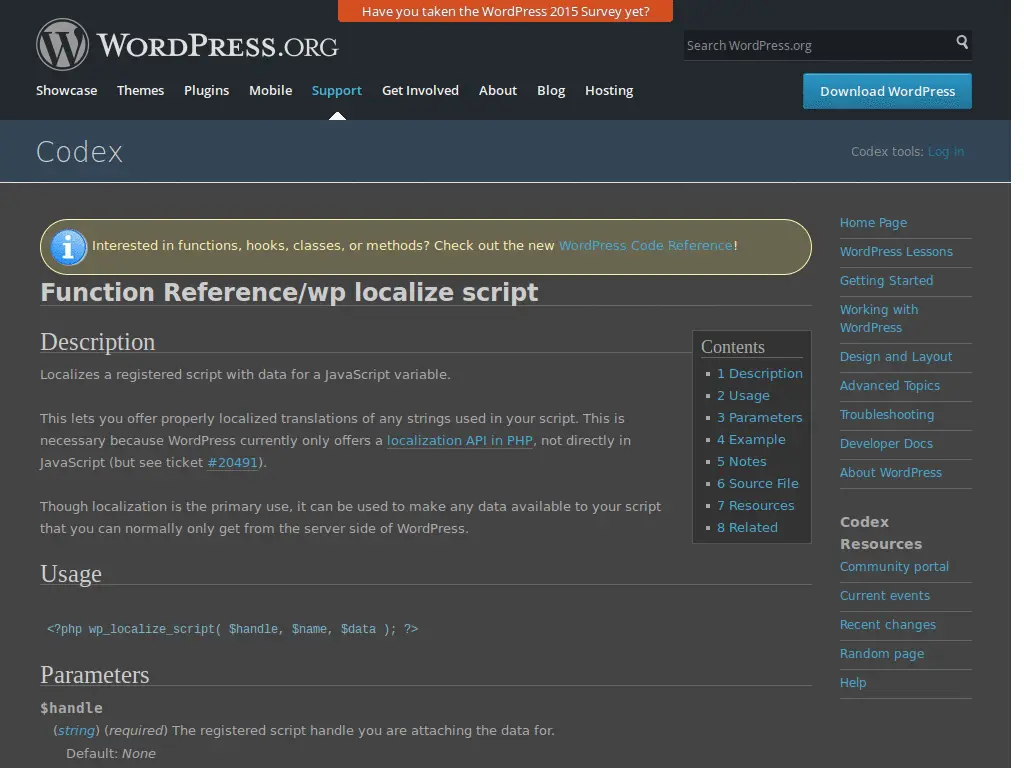 Have you taken the WordPress 2015 Survey yet?
WORDPRESS.ORG
Search WordPress.org
Showcase Themes Plugins Mobile Support Get Involved About Blog Hosting
Download WordPress
Codex
Codex tools: Log in
Interested in functions, hooks, classes, or methods? Check out the new WordPress Code Reference!
Function Reference/wp localize script
Description
Localizes a registered script with data for a JavaScript variable.
This lets you offer properly localized translations of any strings used in your script. This is
necessary because WordPress currently only offers a localization API in PHP, not directly in
JavaScript (but see ticket #20491).
Though localization is the primary use, it can be used to make any data available to your script
that you can normally only get from the server side of WordPress.
Contents
1 Description
2 Usage
3 Parameters
4 Example
5 Notes
6 Source File
7 Resources
8 Related
Usage
<?php wp_localize_script( $handle, $name, $data ); ?>
Parameters
$handle
(string) (required) The registered script handle you are attaching the data for.
Default: None
Home Page
WordPress Lessons
Getting Started
Working with
WordPress
Design and Layout
Advanced Topics
Troubleshooting
Developer Docs
About WordPress
Codex
Resources
Community portal
Current events
Recent changes
Random page
Help